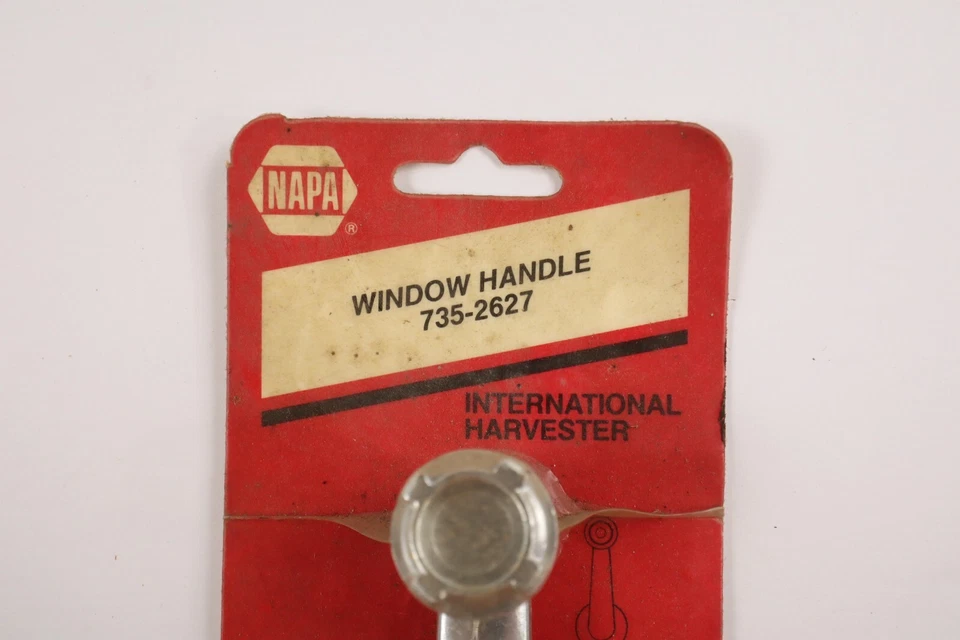 NAPA
®
WINDOW HANDLE
735-2627
INTERNATIONAL
HARVESTER